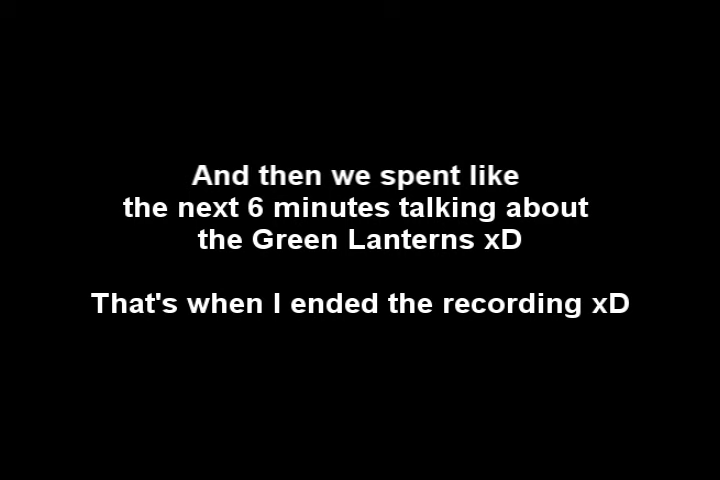 And then we spent like
the next 6 minutes talking about
the Green Lanterns xD
That's when I ended the recording xD